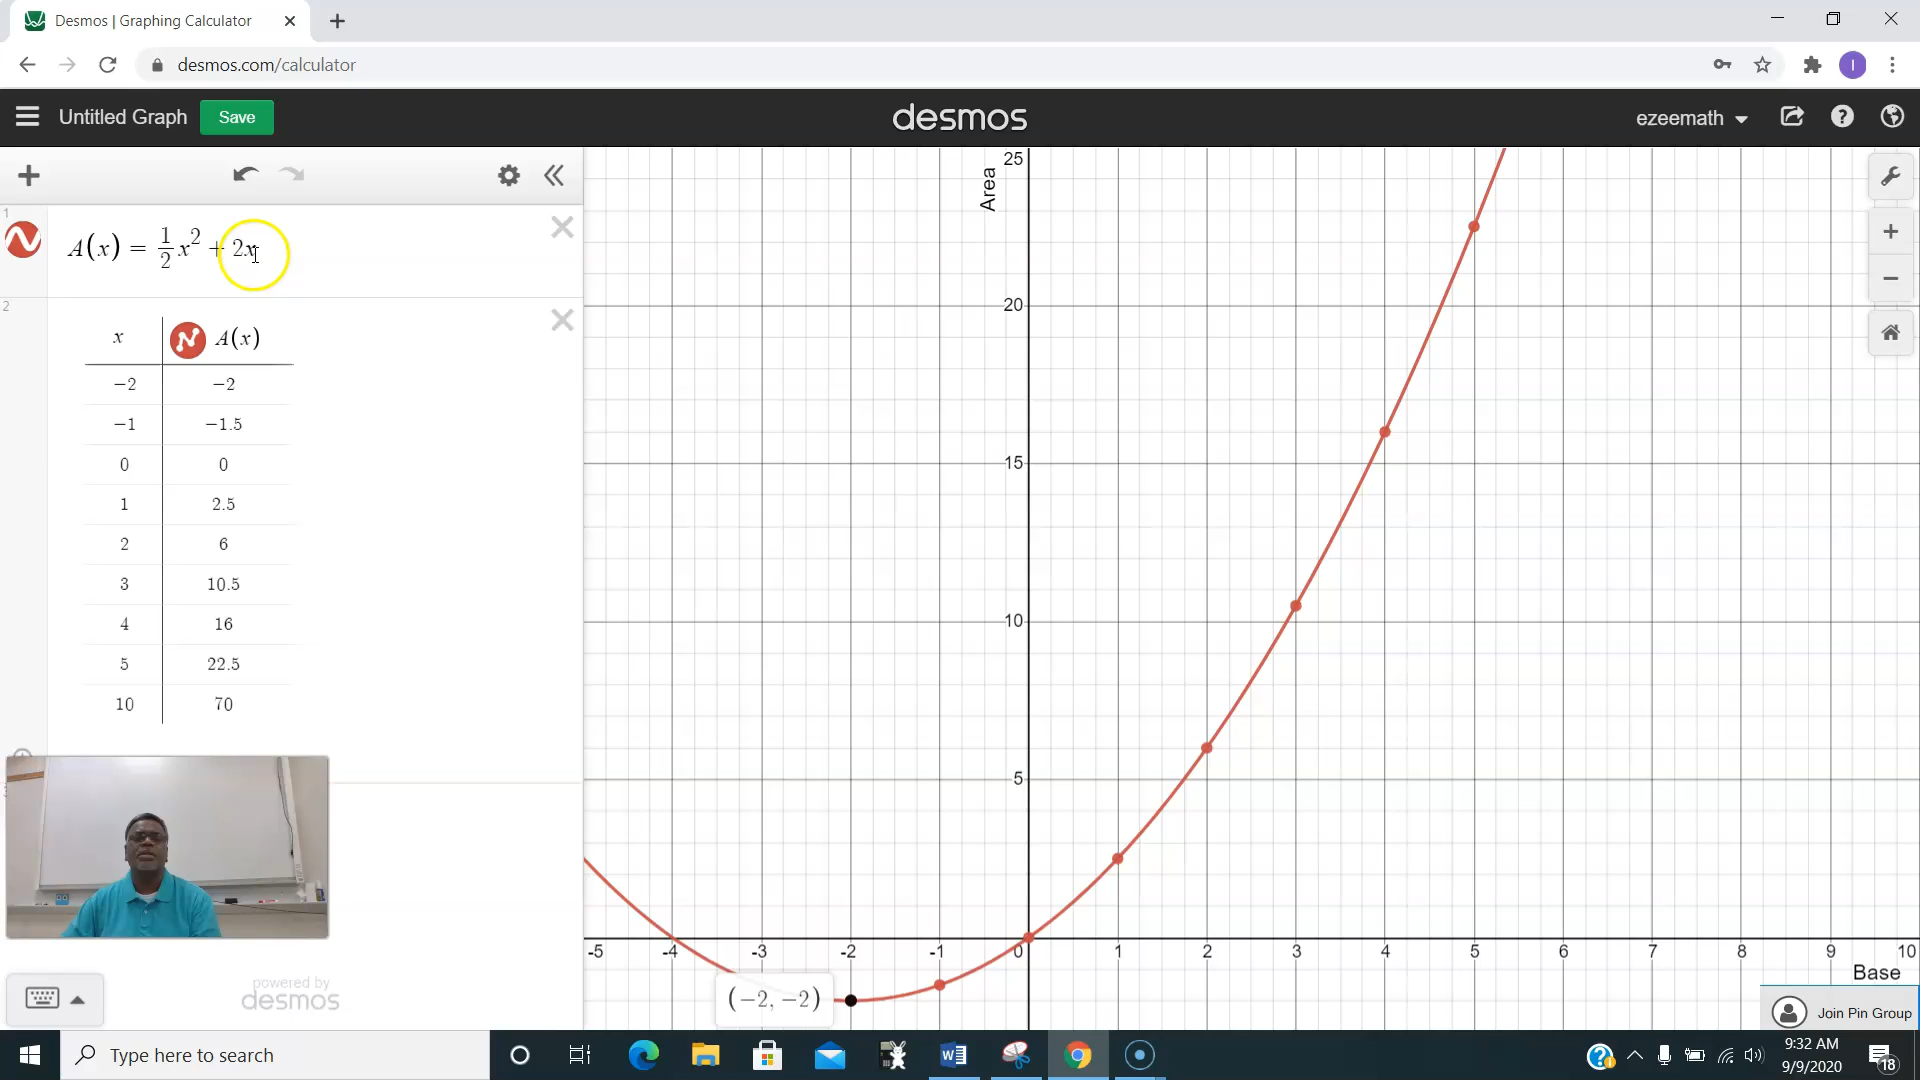 Desmos | Graphing Calculator
desmos.com/calculator
I
Untitled Graph
Save
desmos
ezeemath
1
A(x) = 1/2 x² + 2x
2
x A(x)
−2 −2
−1 −1.5
0 0
1 2.5
2 6
3 10.5
4 16
5 22.5
10 70
powered by
desmos
Area
25
20
15
10
5
-5 -4 -3 -2 -1 0 1 2 3 4 5 6 7 8 9 10
Base
(−2, −2)
Join Pin Group
Type here to search
W
9:32 AM
9/9/2020
18